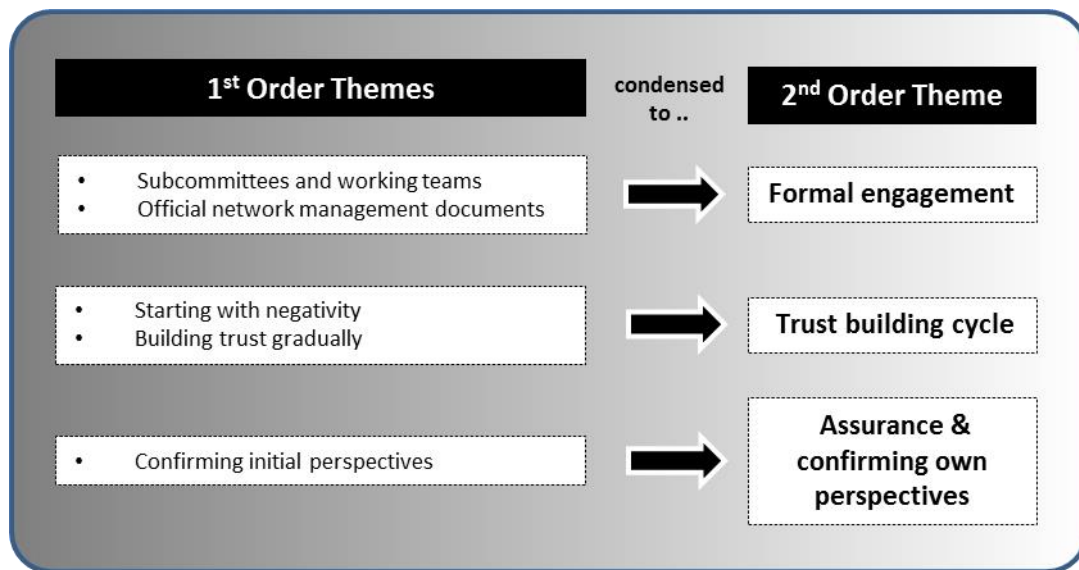 1st Order Themes
condensed
to ..
2nd Order Theme
• Subcommittees and working teams
• Official network management documents
Formal engagement
• Starting with negativity
• Building trust gradually
Trust building cycle
• Confirming initial perspectives
Assurance &
confirming own
perspectives